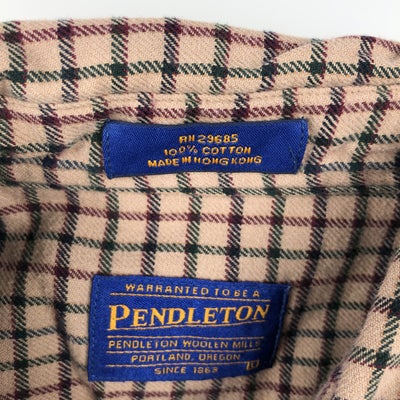 RN 29685
100% COTTON
MADE IN HONG KONG
WARRANTED TO BE A
PENDLETON
PENDLETON WOOLEN MILLS
PORTLAND, OREGON
SINCE 1863